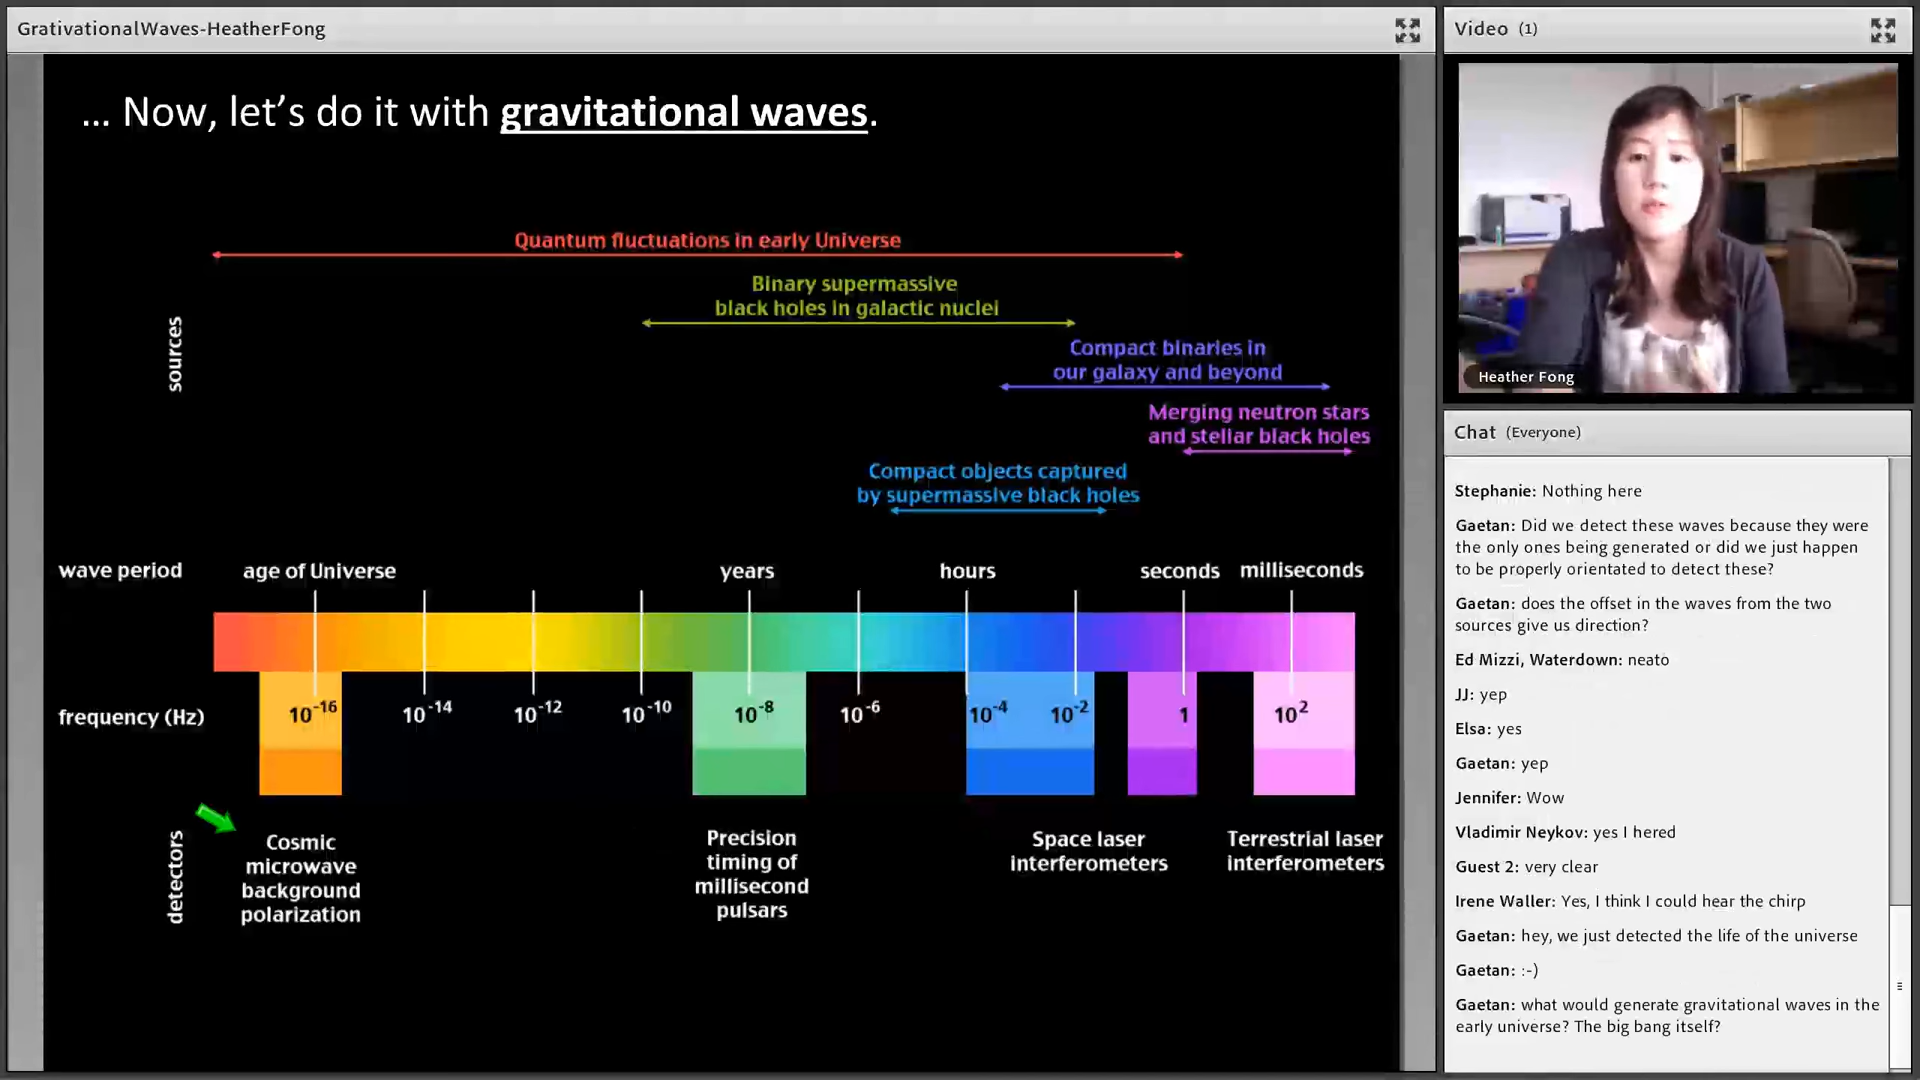 GrativationalWaves-HeatherFong
... Now, let's do it with gravitational waves.
Quantum fluctuations in early Universe
Binary supermassive
black holes in galactic nuclei
sources
Compact binaries in
our galaxy and beyond
Merging neutron stars
and stellar black holes
Compact objects captured
by supermassive black holes
wave period age of Universe years hours seconds milliseconds
frequency (Hz) 10⁻¹⁶ 10⁻¹⁴ 10⁻¹² 10⁻¹⁰ 10⁻⁸ 10⁻⁶ 10⁻⁴ 10⁻² 1 10²
detectors
Cosmic
microwave
background
polarization
Precision
timing of
millisecond
pulsars
Space laser
interferometers
Terrestrial laser
interferometers
Video (1)
Heather Fong
Chat (Everyone)
Stephanie: Nothing here
Gaetan: Did we detect these waves because they were
the only ones being generated or did we just happen
to be properly orientated to detect these?
Gaetan: does the offset in the waves from the two
sources give us direction?
Ed Mizzi, Waterdown: neato
JJ: yep
Elsa: yes
Gaetan: yep
Jennifer: Wow
Vladimir Neykov: yes I hered
Guest 2: very clear
Irene Waller: Yes, I think I could hear the chirp
Gaetan: hey, we just detected the life of the universe
Gaetan: :-)
Gaetan: what would generate gravitational waves in the
early universe? The big bang itself?